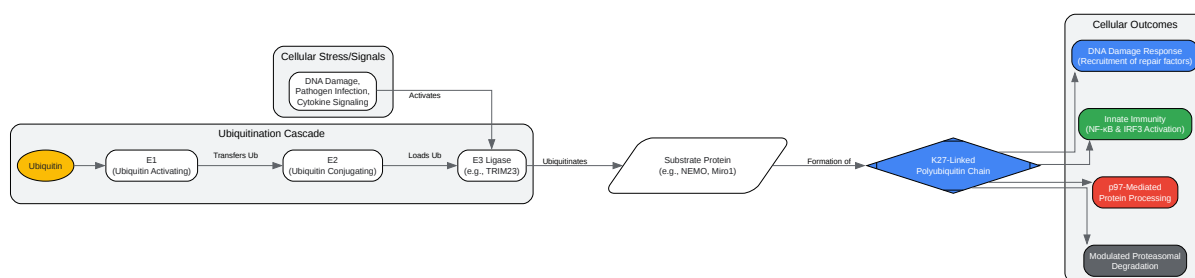 Cellular Outcomes
Cellular Stress/Signals
DNA Damage Response
(Recruitment of repair factors)
DNA Damage,
Pathogen Infection,
Cytokine Signaling
Activates
Innate Immunity
(NF-κB & IRF3 Activation)
Ubiquitination Cascade
Ubiquitin
E1
(Ubiquitin Activating)
Transfers Ub
E2
(Ubiquitin Conjugating)
Loads Ub
E3 Ligase
(e.g., TRIM23)
Ubiquitinates
Substrate Protein
(e.g., NEMO, Miro1)
Formation of
K27-Linked
Polyubiquitin Chain
p97-Mediated
Protein Processing
Modulated Proteasomal
Degradation